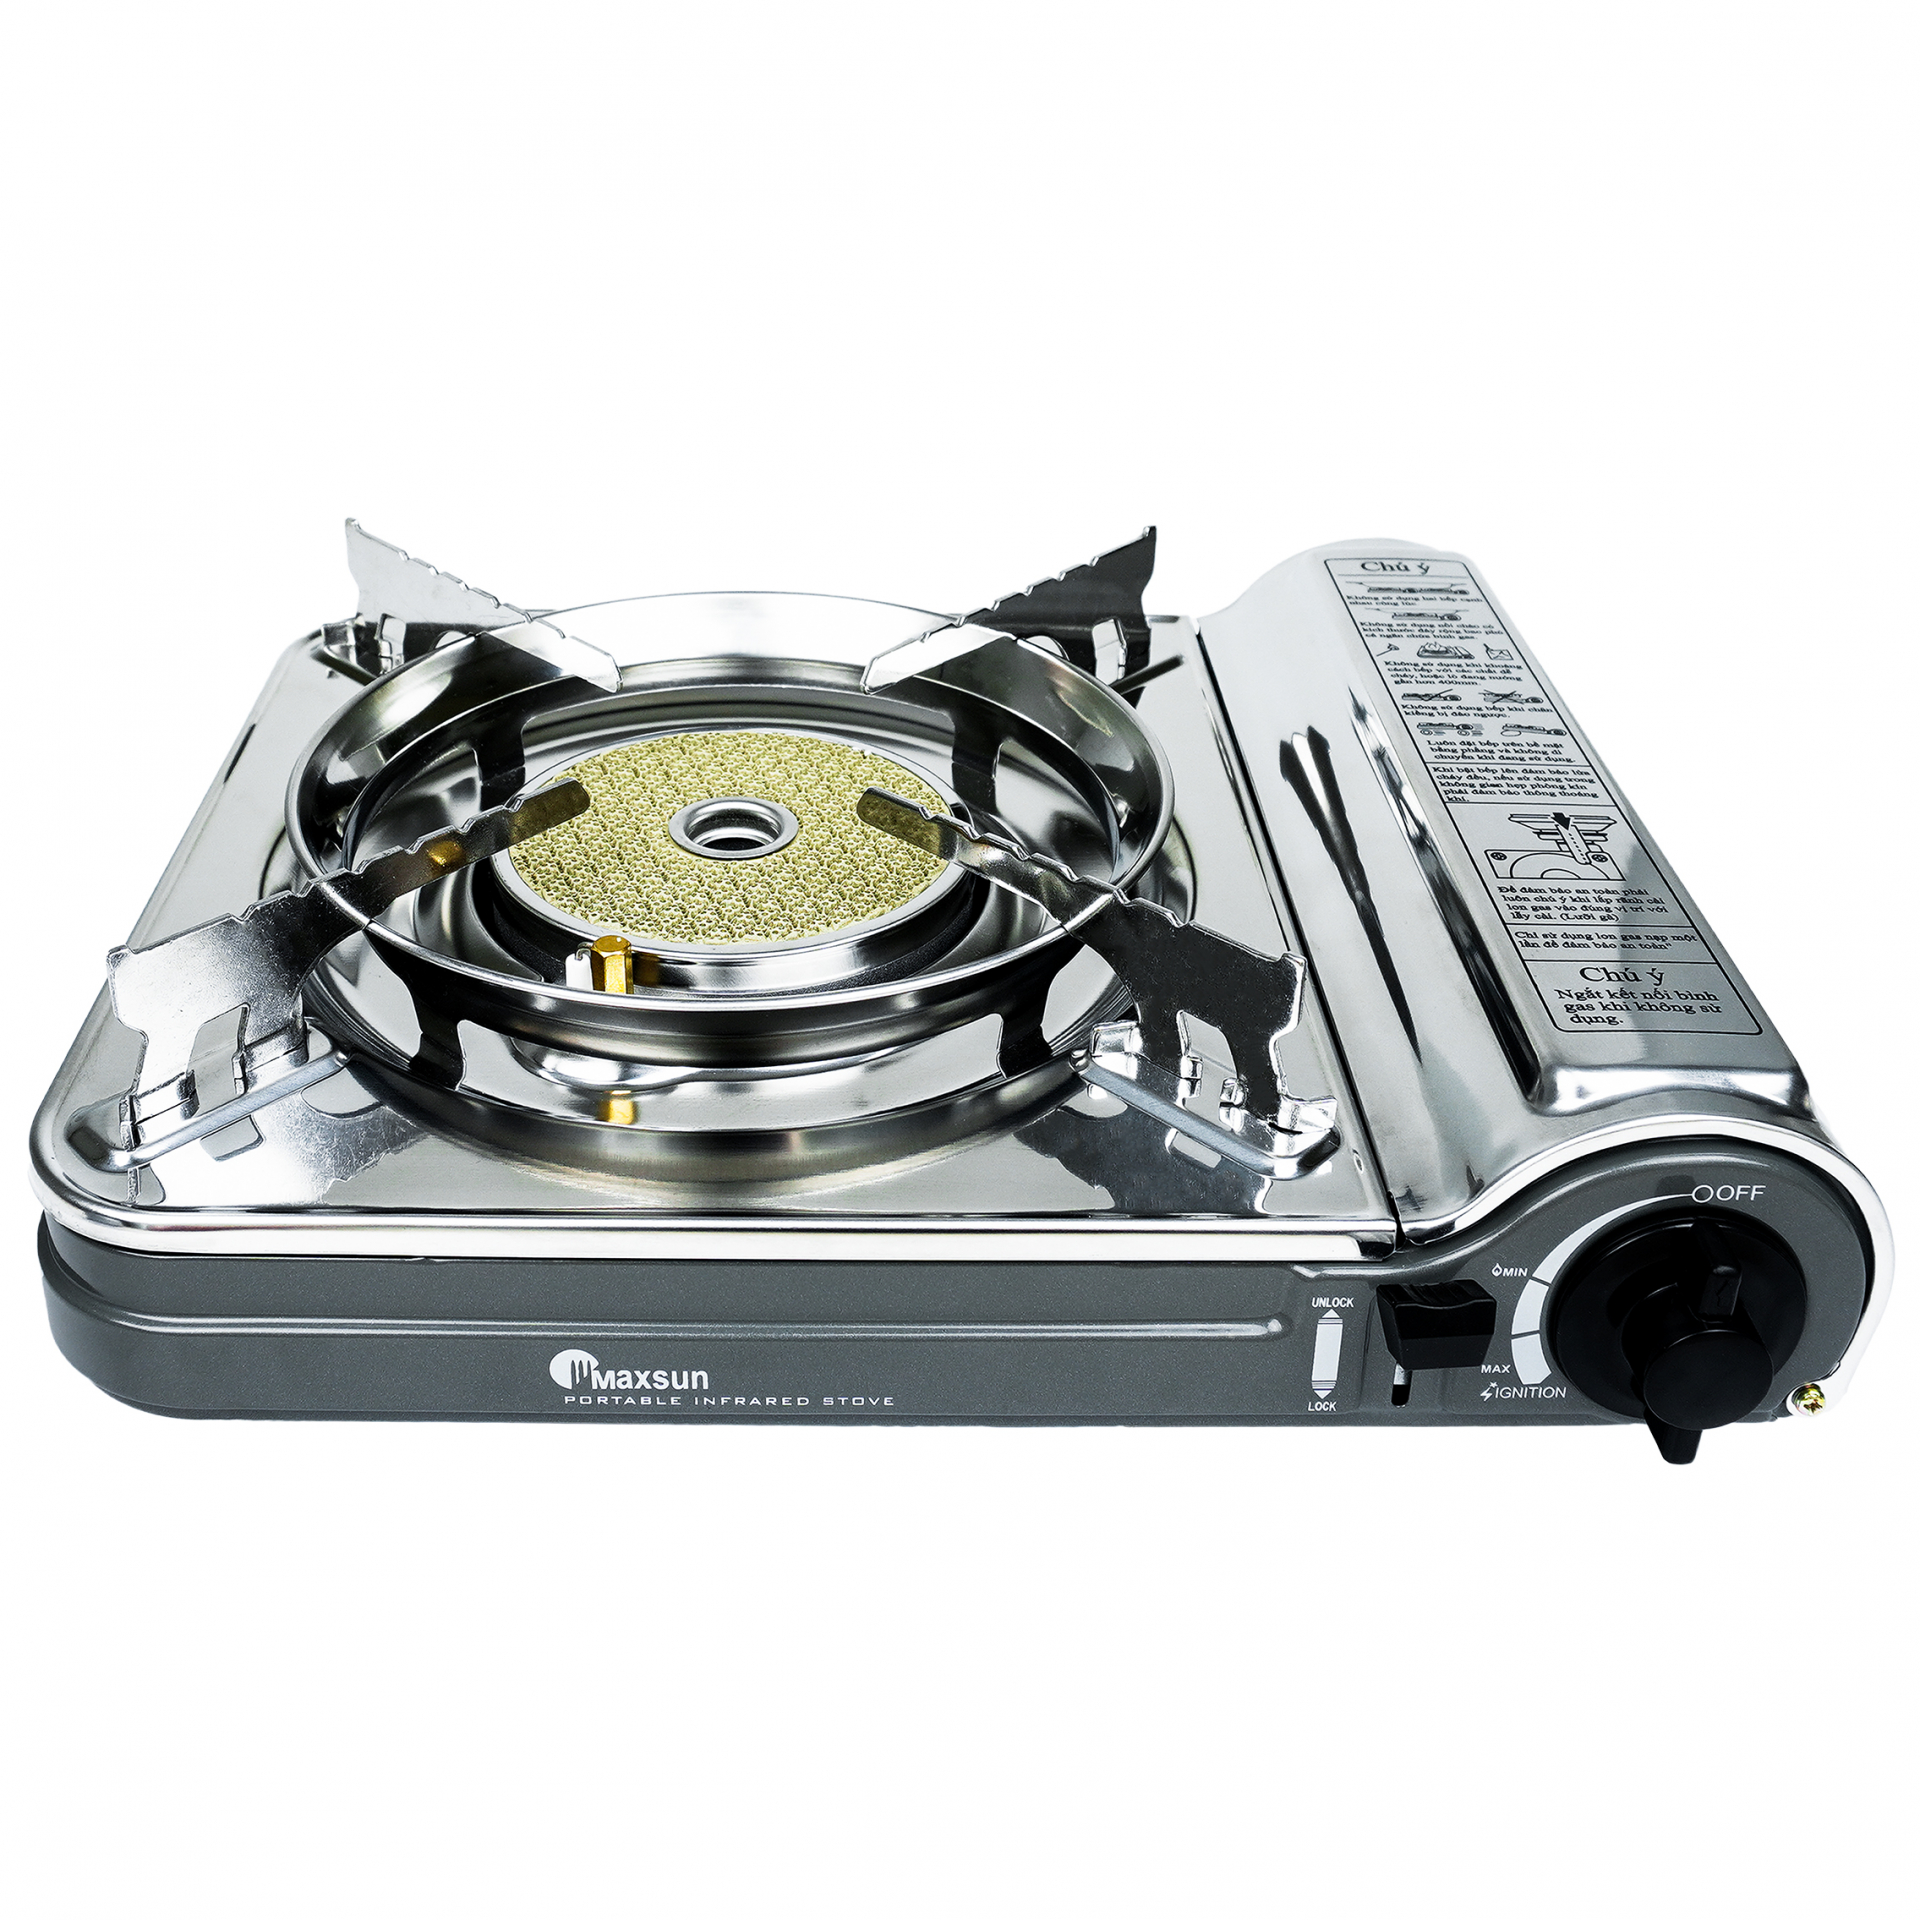 Chú ý
Không sử dụng hai bếp cạnh
nhau cùng lúc.
Không sử dụng nồi chảo có
kích thước đáy rộng bao phủ
cả ngăn chứa bình gas.
Không sử dụng khi khoảng
cách bếp với các chất dễ
cháy, hoặc lò đang nướng
gần hơn 400mm.
Không sử dụng bếp khi chân
kiềng bị đảo ngược.
Luôn đặt bếp trên bề mặt
bằng phẳng và không di
chuyển khi đang sử dụng.
Khi bật bếp lên đảm bảo lửa
cháy đều, nếu sử dụng trong
không gian hẹp phòng kín
phải đảm bảo thông thoáng
khí.
Để đảm bảo an toàn phải
luôn chú ý khi lắp rãnh cài
lon gas vào đúng vị trí với
lẫy cài. (Lưỡi gà)
Chỉ sử dụng lon gas nạp một
lần để đảm bảo an toàn"
Chú ý
Ngắt kết nối bình
gas khi không sử
dụng.
OFF
MIN
MAX
IGNITION
UNLOCK
LOCK
MAXSUN
PORTABLE INFRARED STOVE